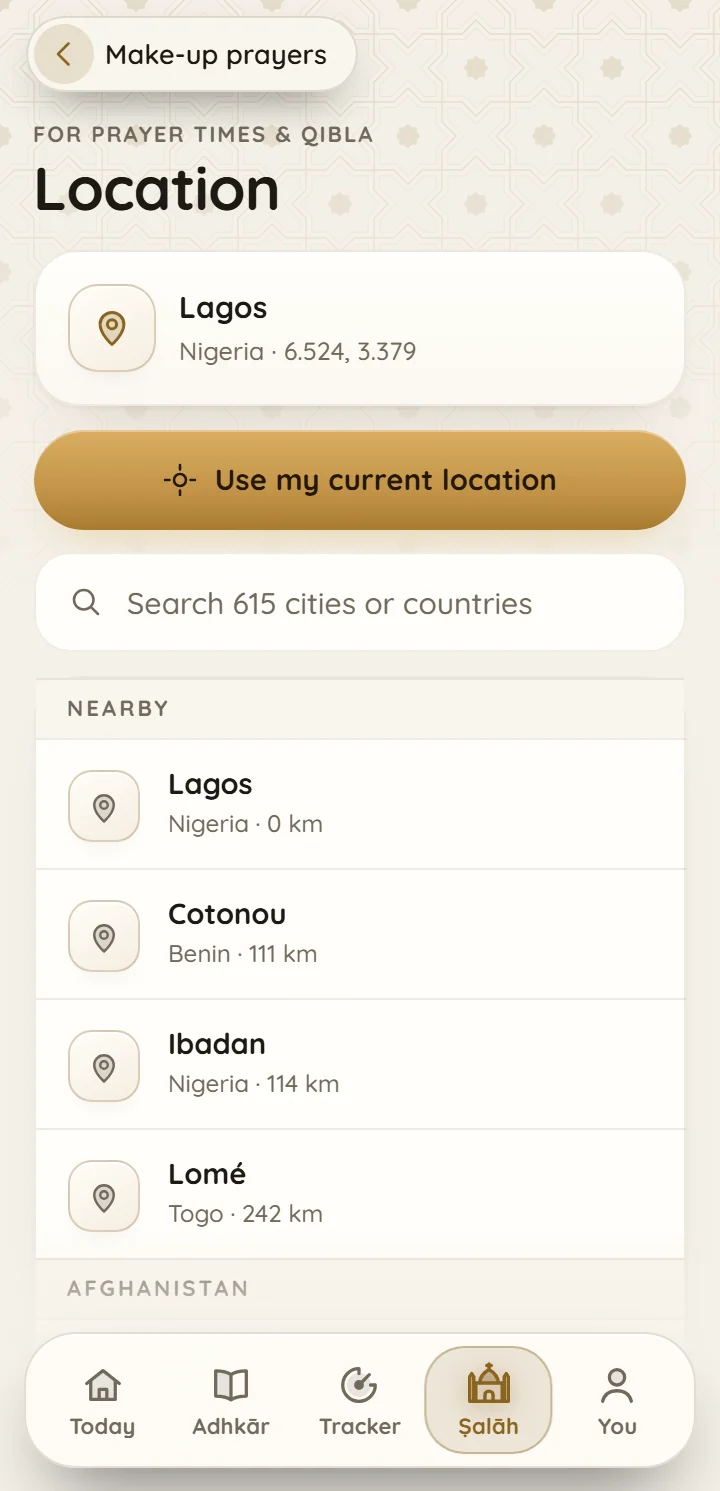 Make-up prayers
FOR PRAYER TIMES & QIBLA
Location
Lagos
Nigeria · 6.524, 3.379
Use my current location
Search 615 cities or countries
NEARBY
Lagos
Nigeria · 0 km
Cotonou
Benin · 111 km
Ibadan
Nigeria · 114 km
Lomé
Togo · 242 km
AFGHANISTAN
Today
Adhkār
Tracker
Ṣalāh
You